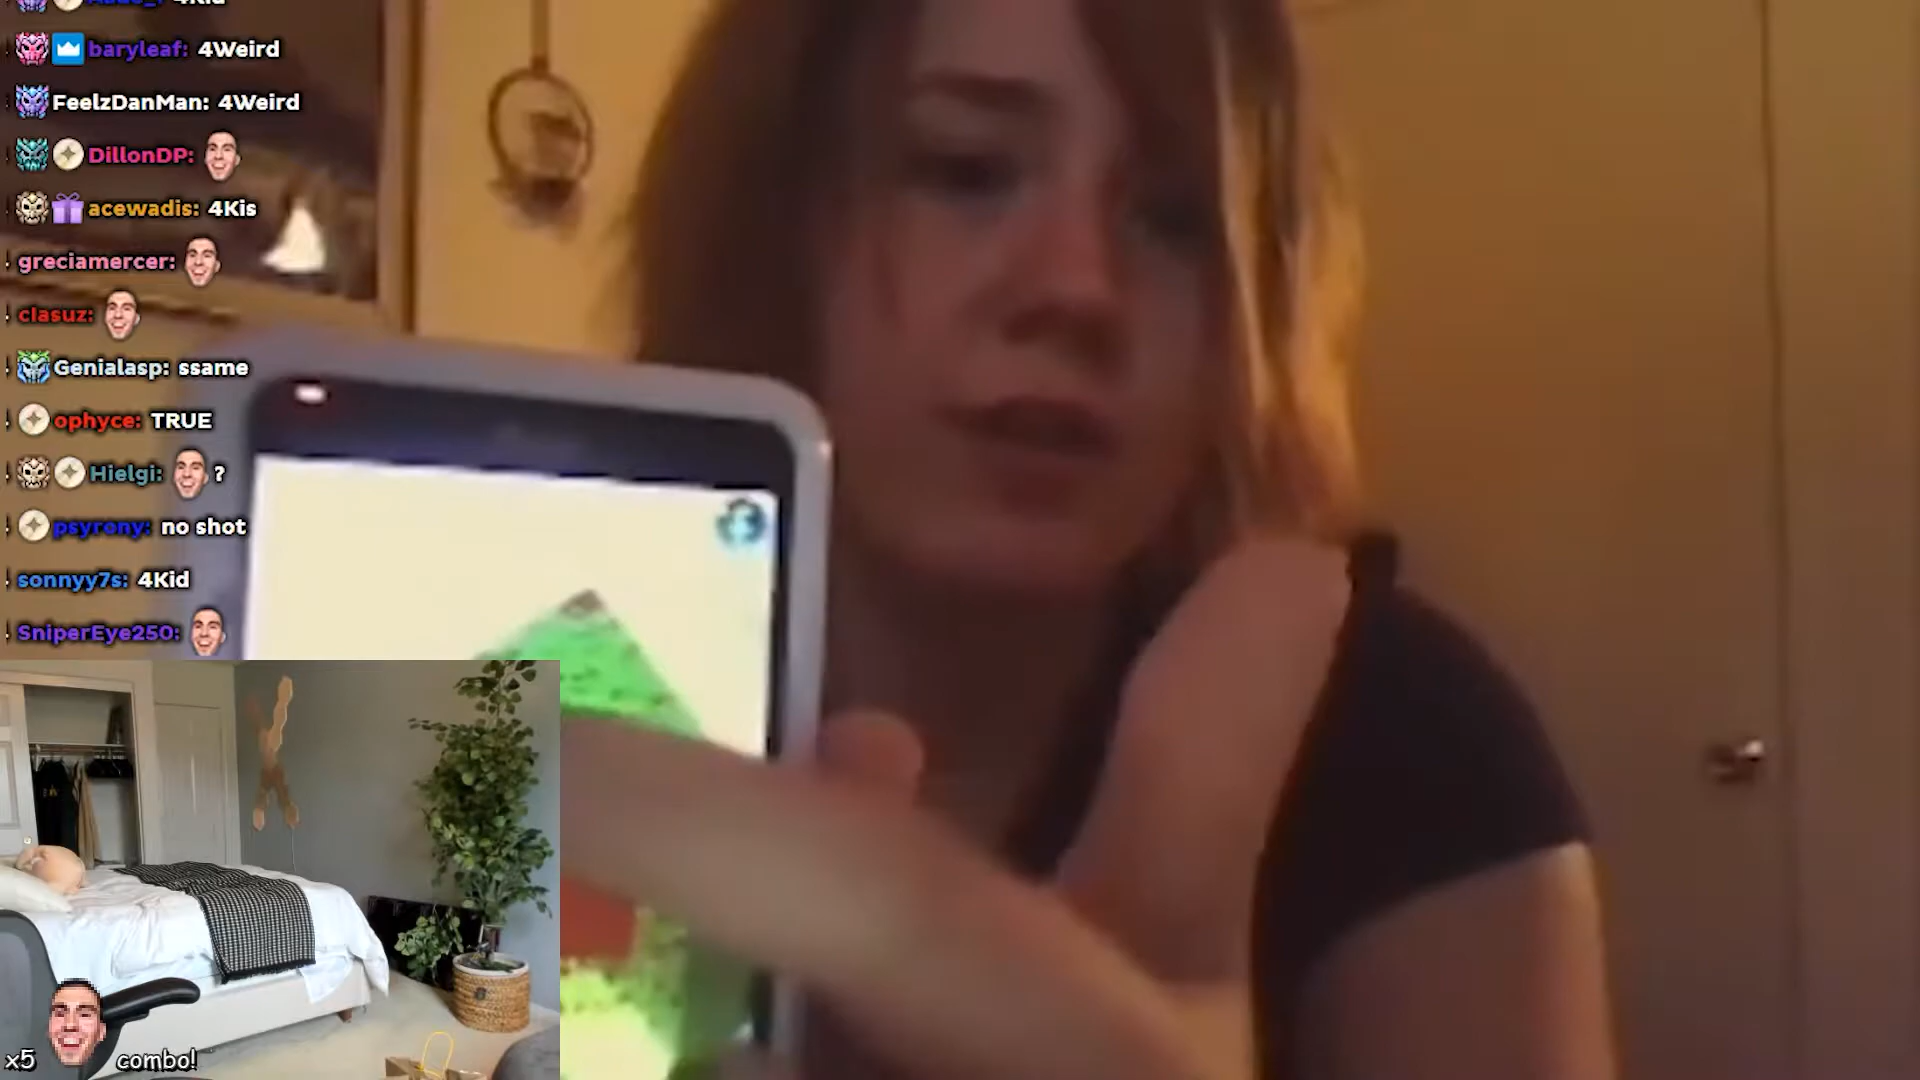 4Kid
baryleaf: 4Weird
FeelzDanMan: 4Weird
DillonDP:
acewadis: 4Kis
greciamercer:
clasuz:
Genialasp: ssame
ophyce: TRUE
Hielgi: ?
psyrony: no shot
sonnyy7s: 4Kid
SniperEye250:
x5 combo!